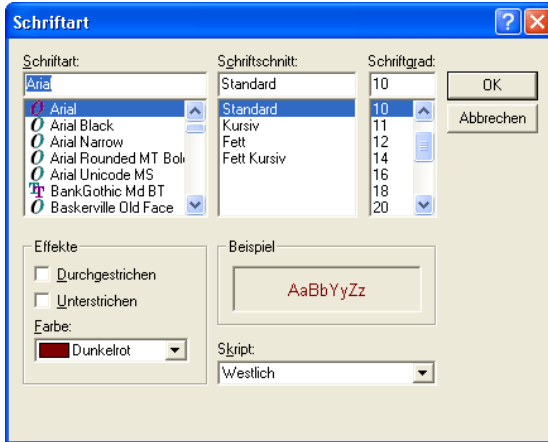 Schriftart
Schriftart:
Arial
Arial
Arial Black
Arial Narrow
Arial Rounded MT Bol
Arial Unicode MS
BankGothic Md BT
Baskerville Old Face
Schriftschnitt:
Standard
Standard
Kursiv
Fett
Fett Kursiv
Schriftgrad:
10
10
11
12
14
16
18
20
OK
Abbrechen
Effekte
Durchgestrichen
Unterstrichen
Farbe:
Dunkelrot
Beispiel
AaBbYyZz
Skript:
Westlich